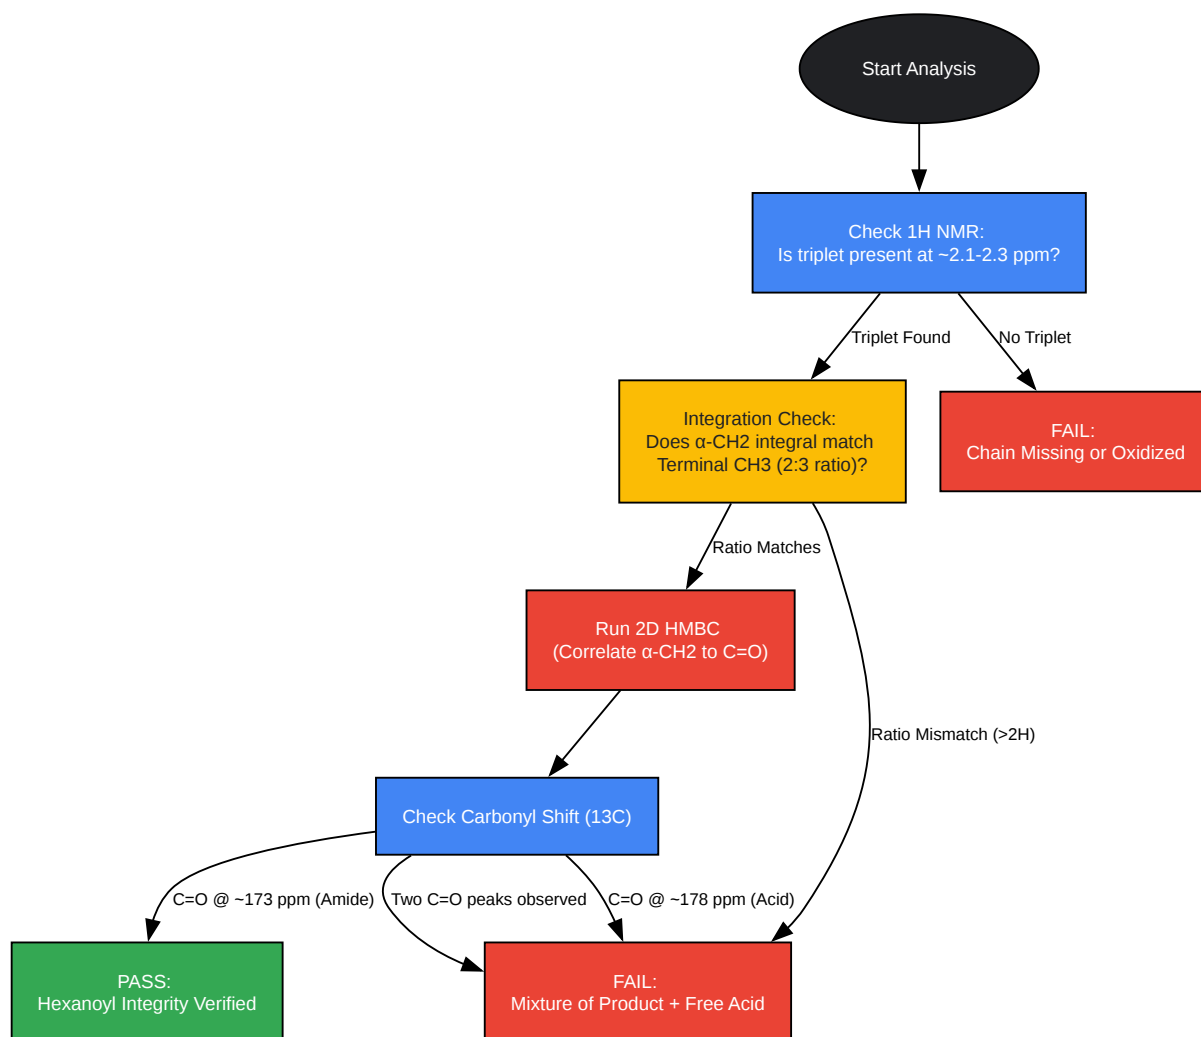 Start Analysis
Check 1H NMR:
Is triplet present at ~2.1-2.3 ppm?
Triplet Found
No Triplet
Integration Check:
Does α-CH2 integral match
Terminal CH3 (2:3 ratio)?
FAIL:
Chain Missing or Oxidized
Ratio Matches
Run 2D HMBC
(Correlate α-CH2 to C=O)
Ratio Mismatch (>2H)
Check Carbonyl Shift (13C)
C=O @ ~173 ppm (Amide)
Two C=O peaks observed
C=O @ ~178 ppm (Acid)
PASS:
Hexanoyl Integrity Verified
FAIL:
Mixture of Product + Free Acid